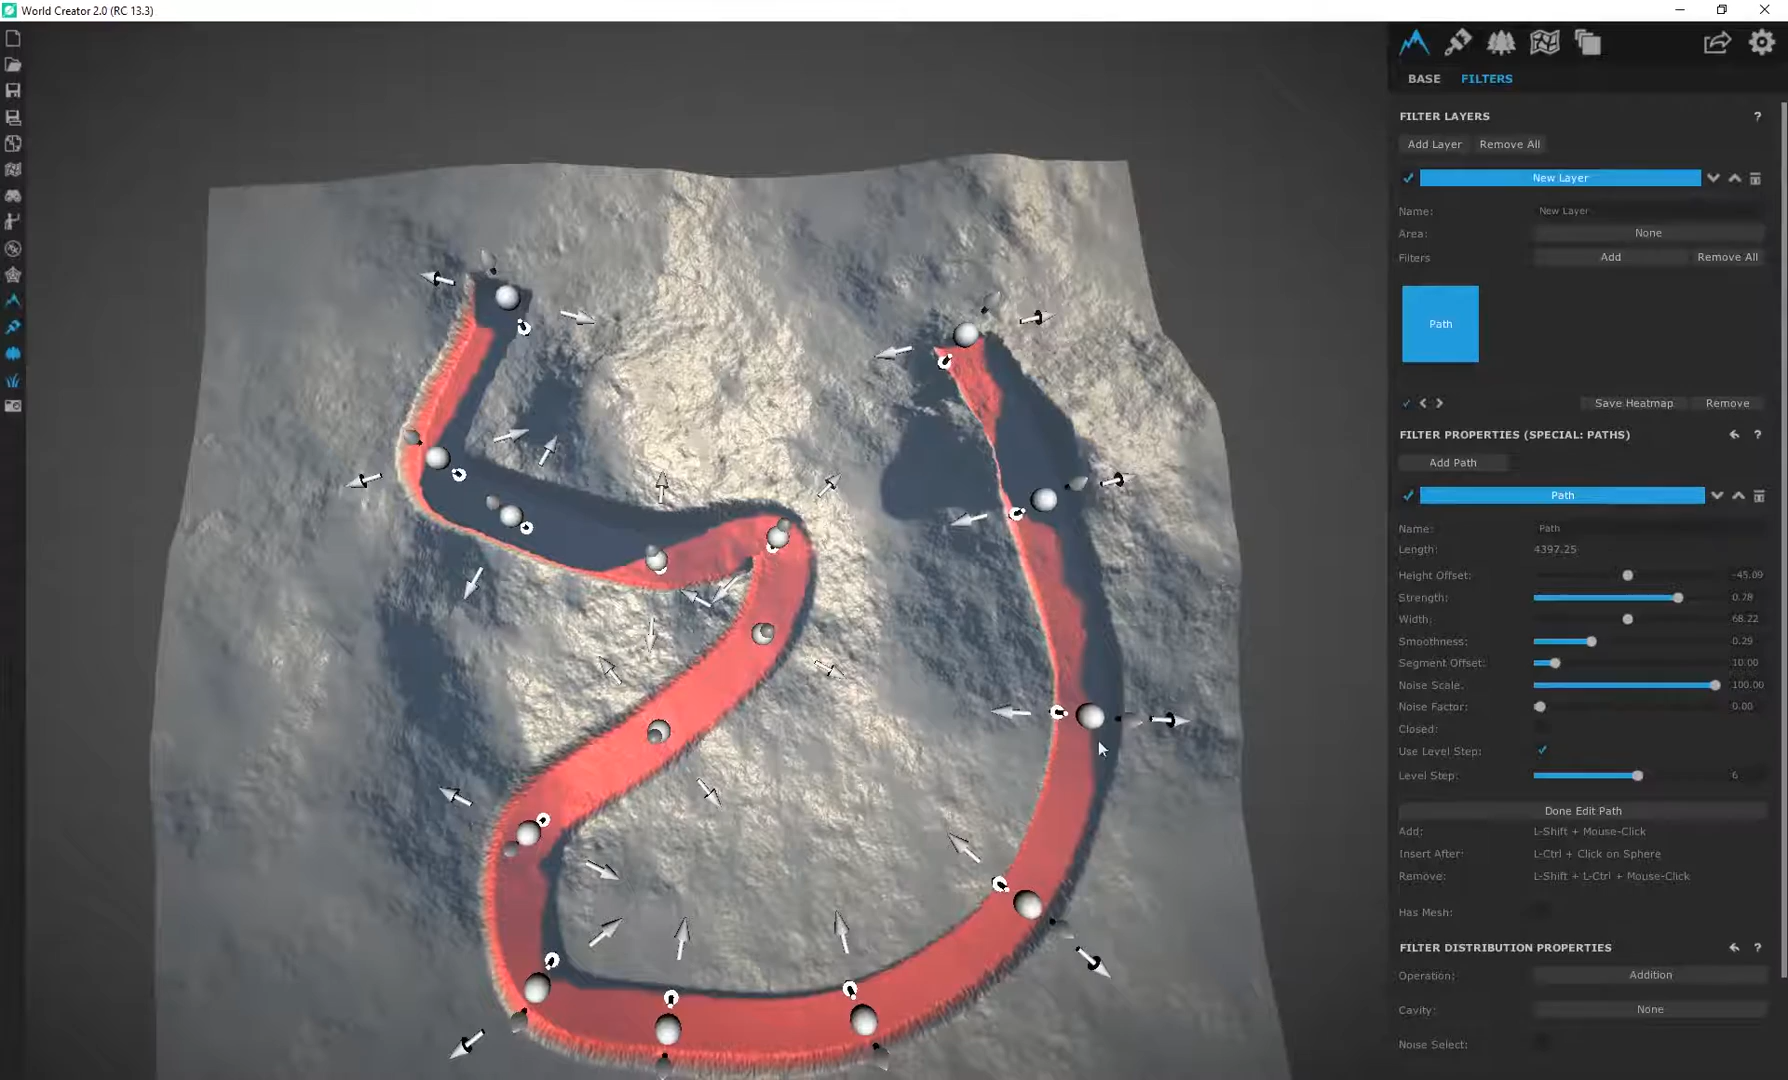 World Creator 2.0 (RC 13.3)
BASE FILTERS
FILTER LAYERS ?
Add Layer Remove All
New Layer
Name: New Layer
Area: None
Filters Add Remove All
Path
Save Heatmap Remove
FILTER PROPERTIES (SPECIAL: PATHS) ?
Add Path
Path
Name: Path
Length: 4397.25
Height Offset: -45.09
Strength: 0.78
Width: 68.22
Smoothness: 0.29
Segment Offset: 10.00
Noise Scale: 100.00
Noise Factor: 0.00
Closed:
Use Level Step:
Level Step: 6
Done Edit Path
Add: L-Shift + Mouse-Click
Insert After: L-Ctrl + Click on Sphere
Remove: L-Shift + L-Ctrl + Mouse-Click
Has Mesh:
FILTER DISTRIBUTION PROPERTIES ?
Operation: Addition
Cavity: None
Noise Select: